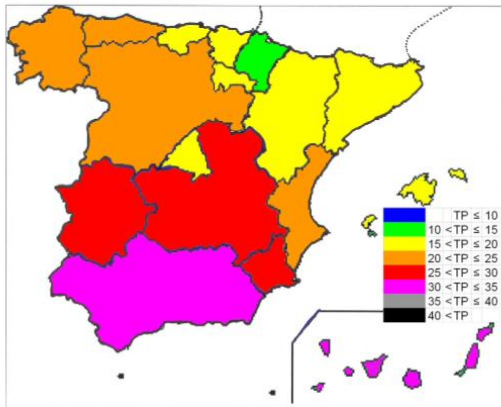 TP ≤ 10
10 <TP ≤ 15
15 <TP ≤ 20
20 <TP ≤ 25
25 <TP ≤ 30
30 <TP ≤ 35
35 <TP ≤ 40
40 <TP